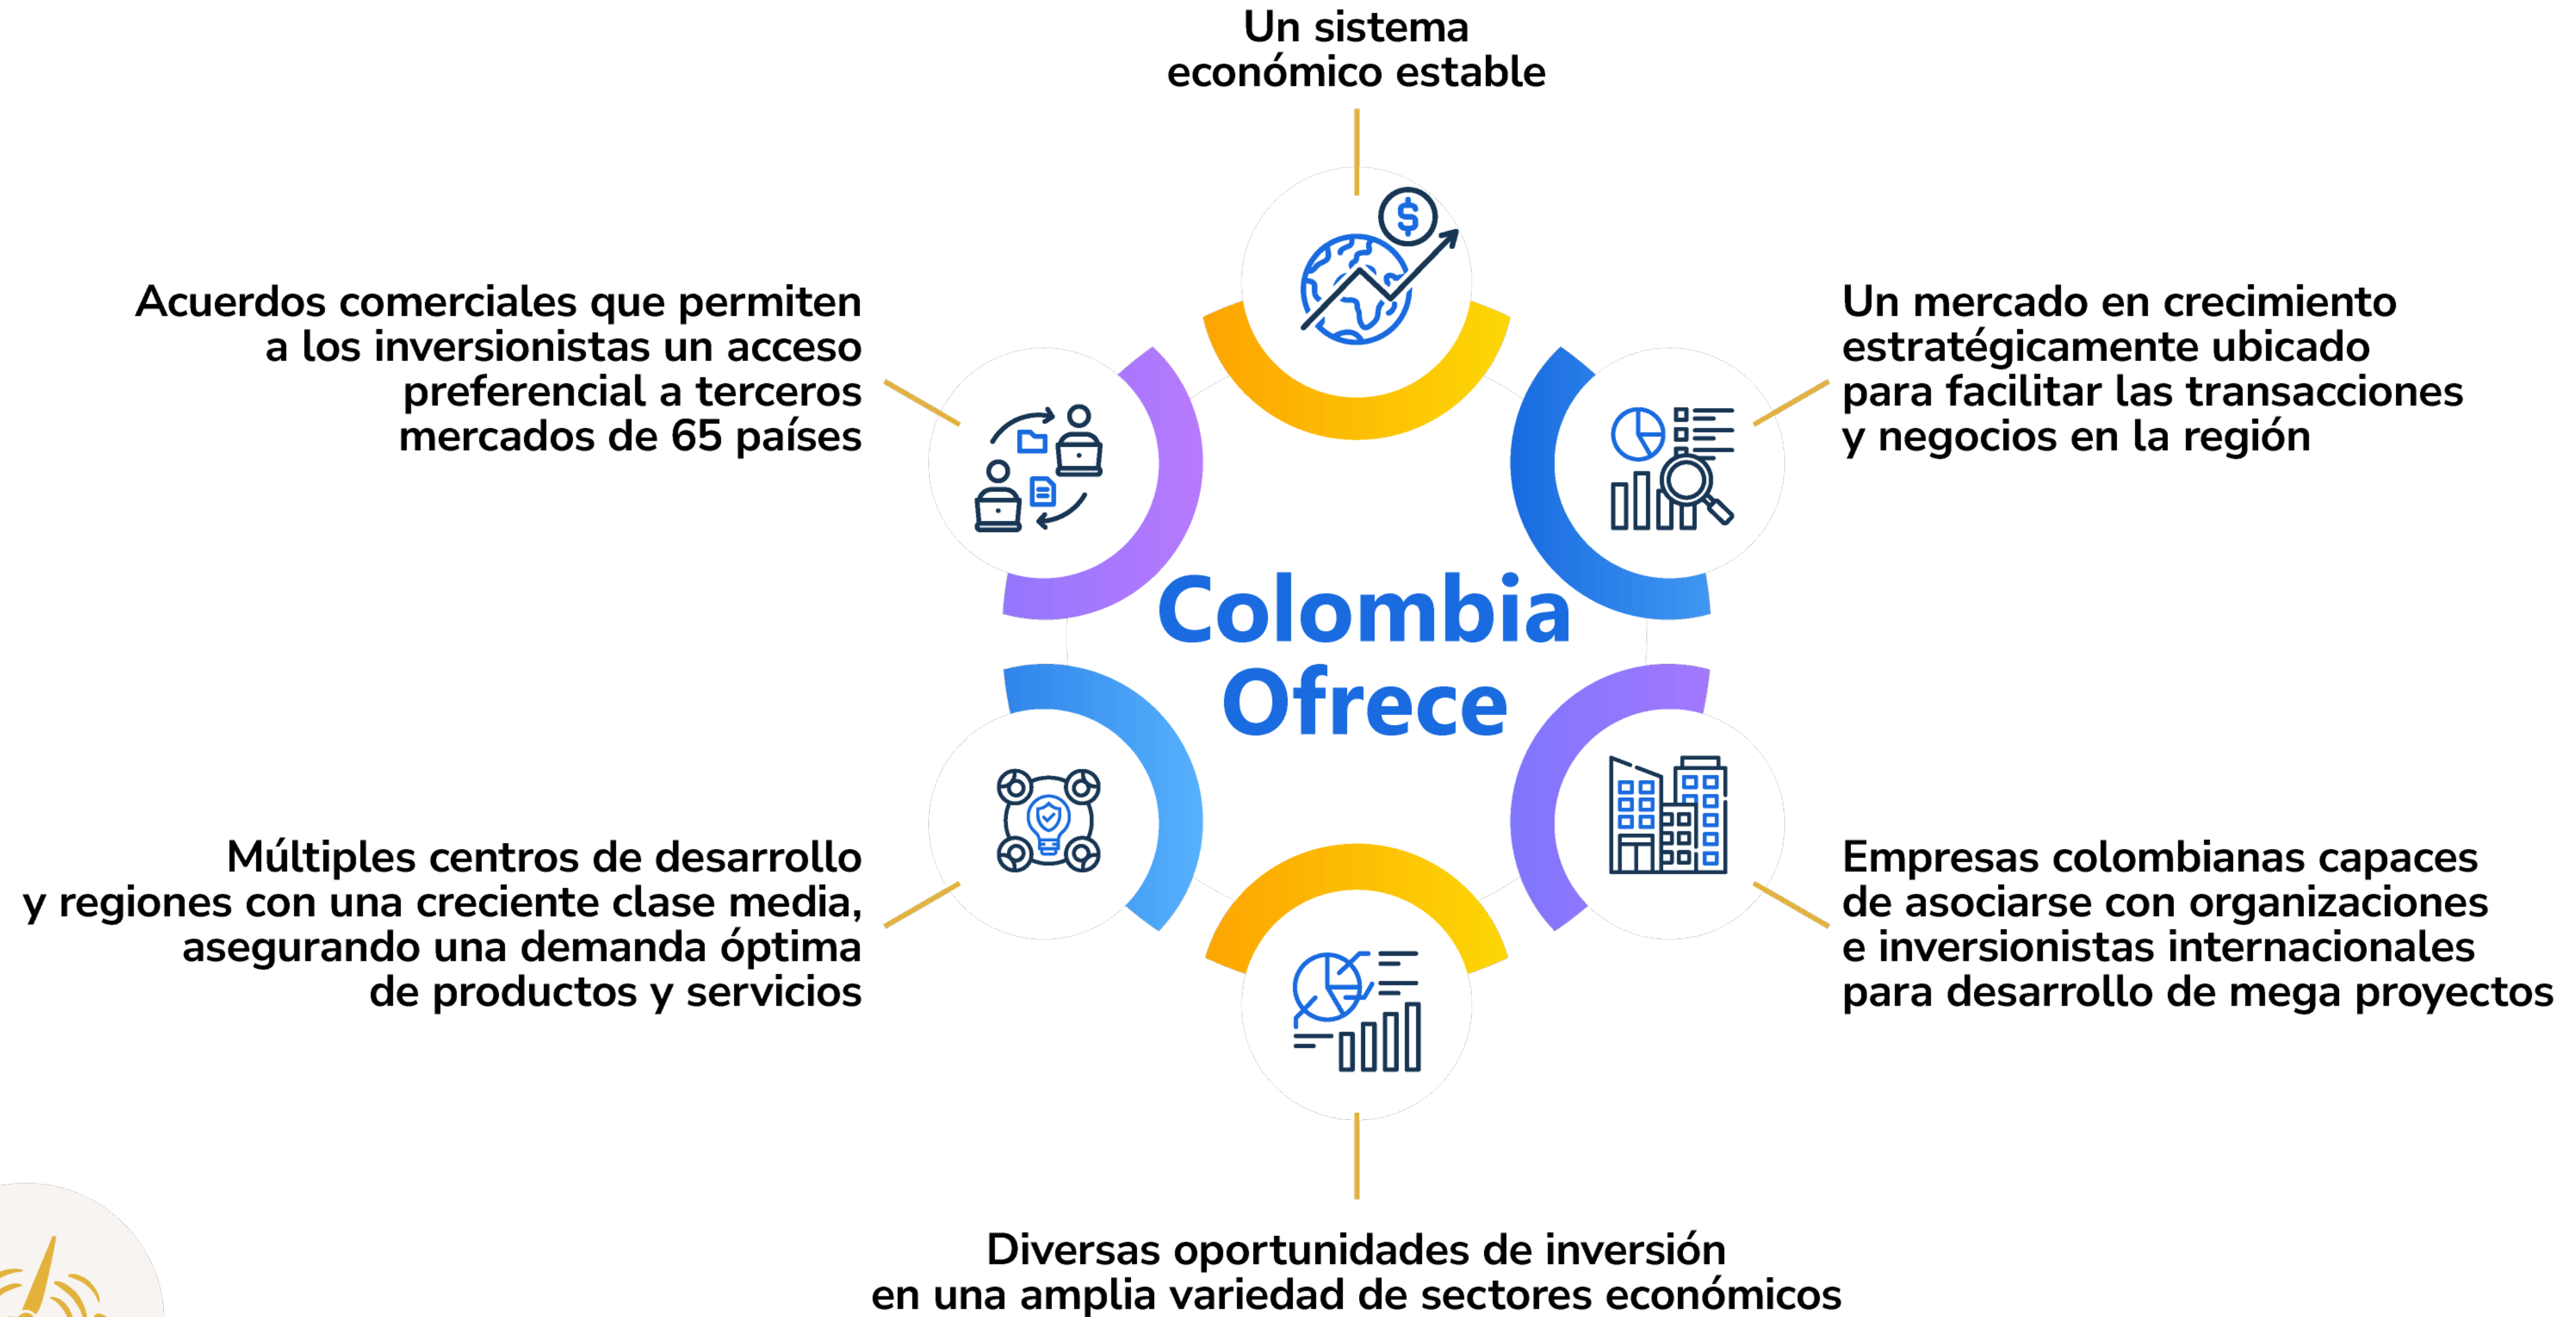 Un sistema
económico estable
Acuerdos comerciales que permiten
a los inversionistas un acceso
preferencial a terceros
mercados de 65 países
Un mercado en crecimiento
estratégicamente ubicado
para facilitar las transacciones
y negocios en la región
Colombia
Ofrece
Múltiples centros de desarrollo
y regiones con una creciente clase media,
asegurando una demanda óptima
de productos y servicios
Empresas colombianas capaces
de asociarse con organizaciones
e inversionistas internacionales
para desarrollo de mega proyectos
Diversas oportunidades de inversión
en una amplia variedad de sectores económicos